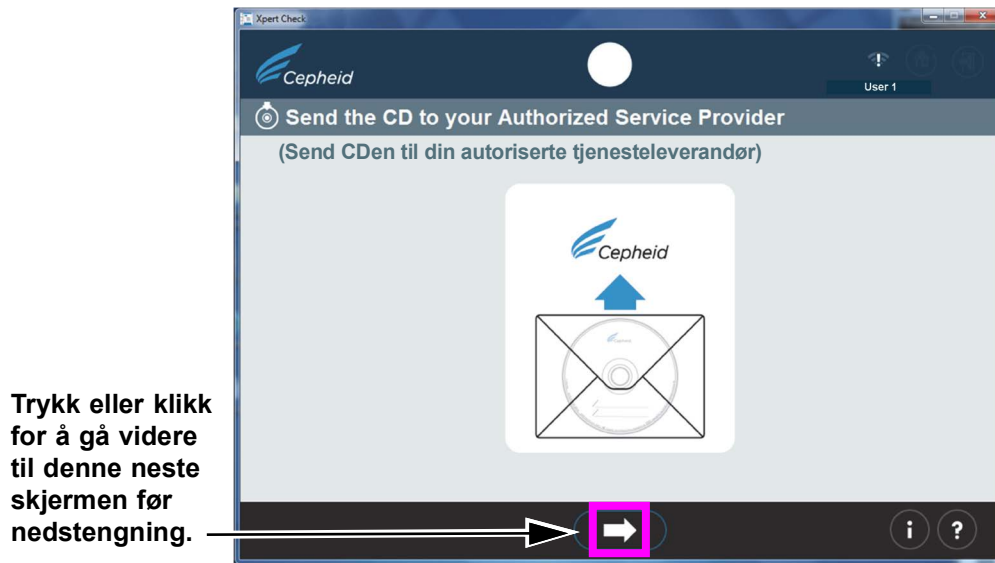 Xpert Check
Cepheid
User 1
Send the CD to your Authorized Service Provider
(Send CDen til din autoriserte tjenesteleverandør)
Cepheid
Cepheid
Trykk eller klikk
for å gå videre
til denne neste
skjermen før
nedstengning.
i ?